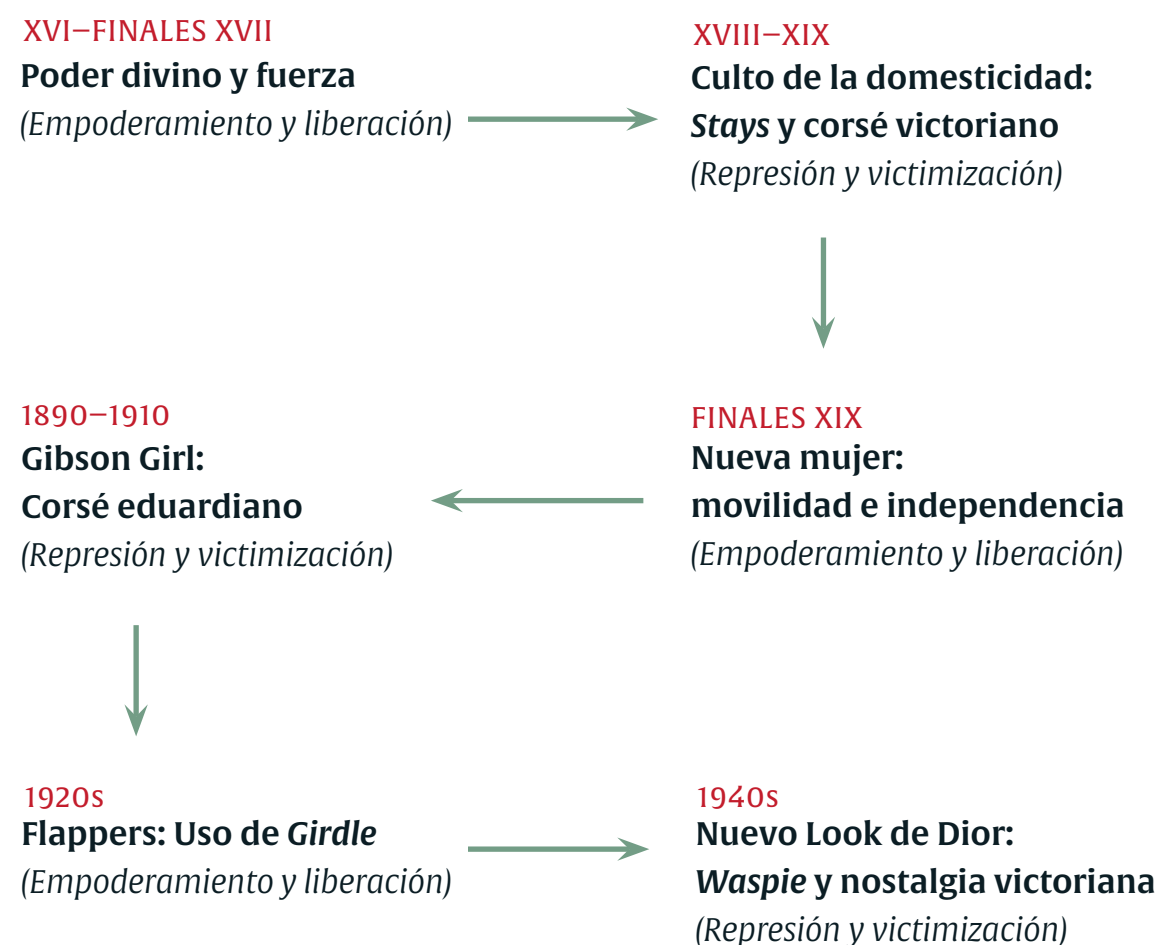 XVI–FINALES XVII
Poder divino y fuerza
(Empoderamiento y liberación)
XVIII–XIX
Culto de la domesticidad:
Stays y corsé victoriano
(Represión y victimización)
FINALES XIX
Nueva mujer:
movilidad e independencia
(Empoderamiento y liberación)
1890–1910
Gibson Girl:
Corsé eduardiano
(Represión y victimización)
1920s
Flappers: Uso de Girdle
(Empoderamiento y liberación)
1940s
Nuevo Look de Dior:
Waspie y nostalgia victoriana
(Represión y victimización)